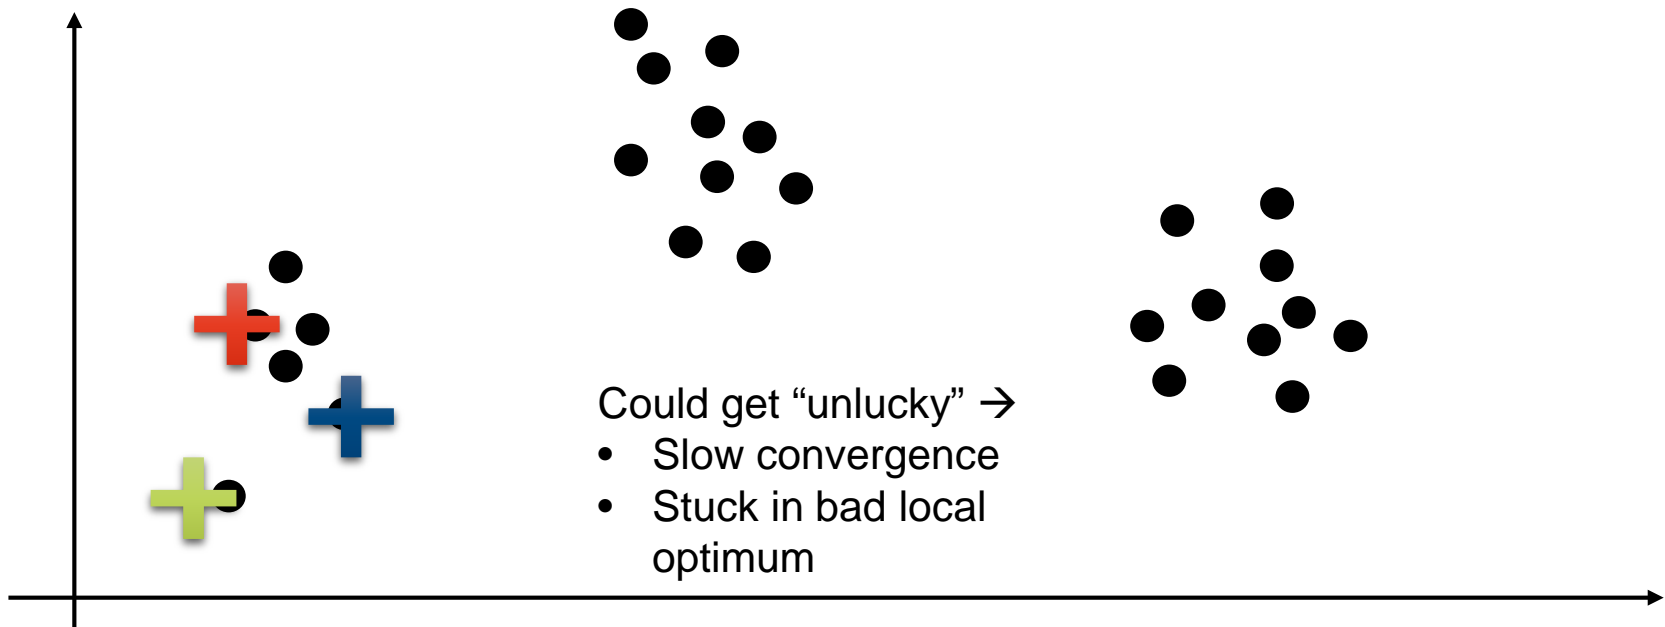 Could get “unlucky” →
• Slow convergence
• Stuck in bad local
optimum